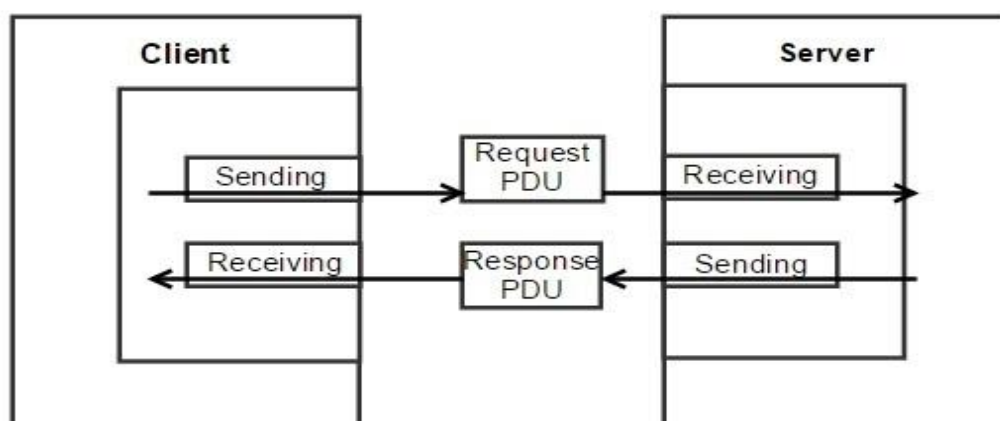 Client
Server
Sending
Request
PDU
Receiving
Receiving
Response
PDU
Sending